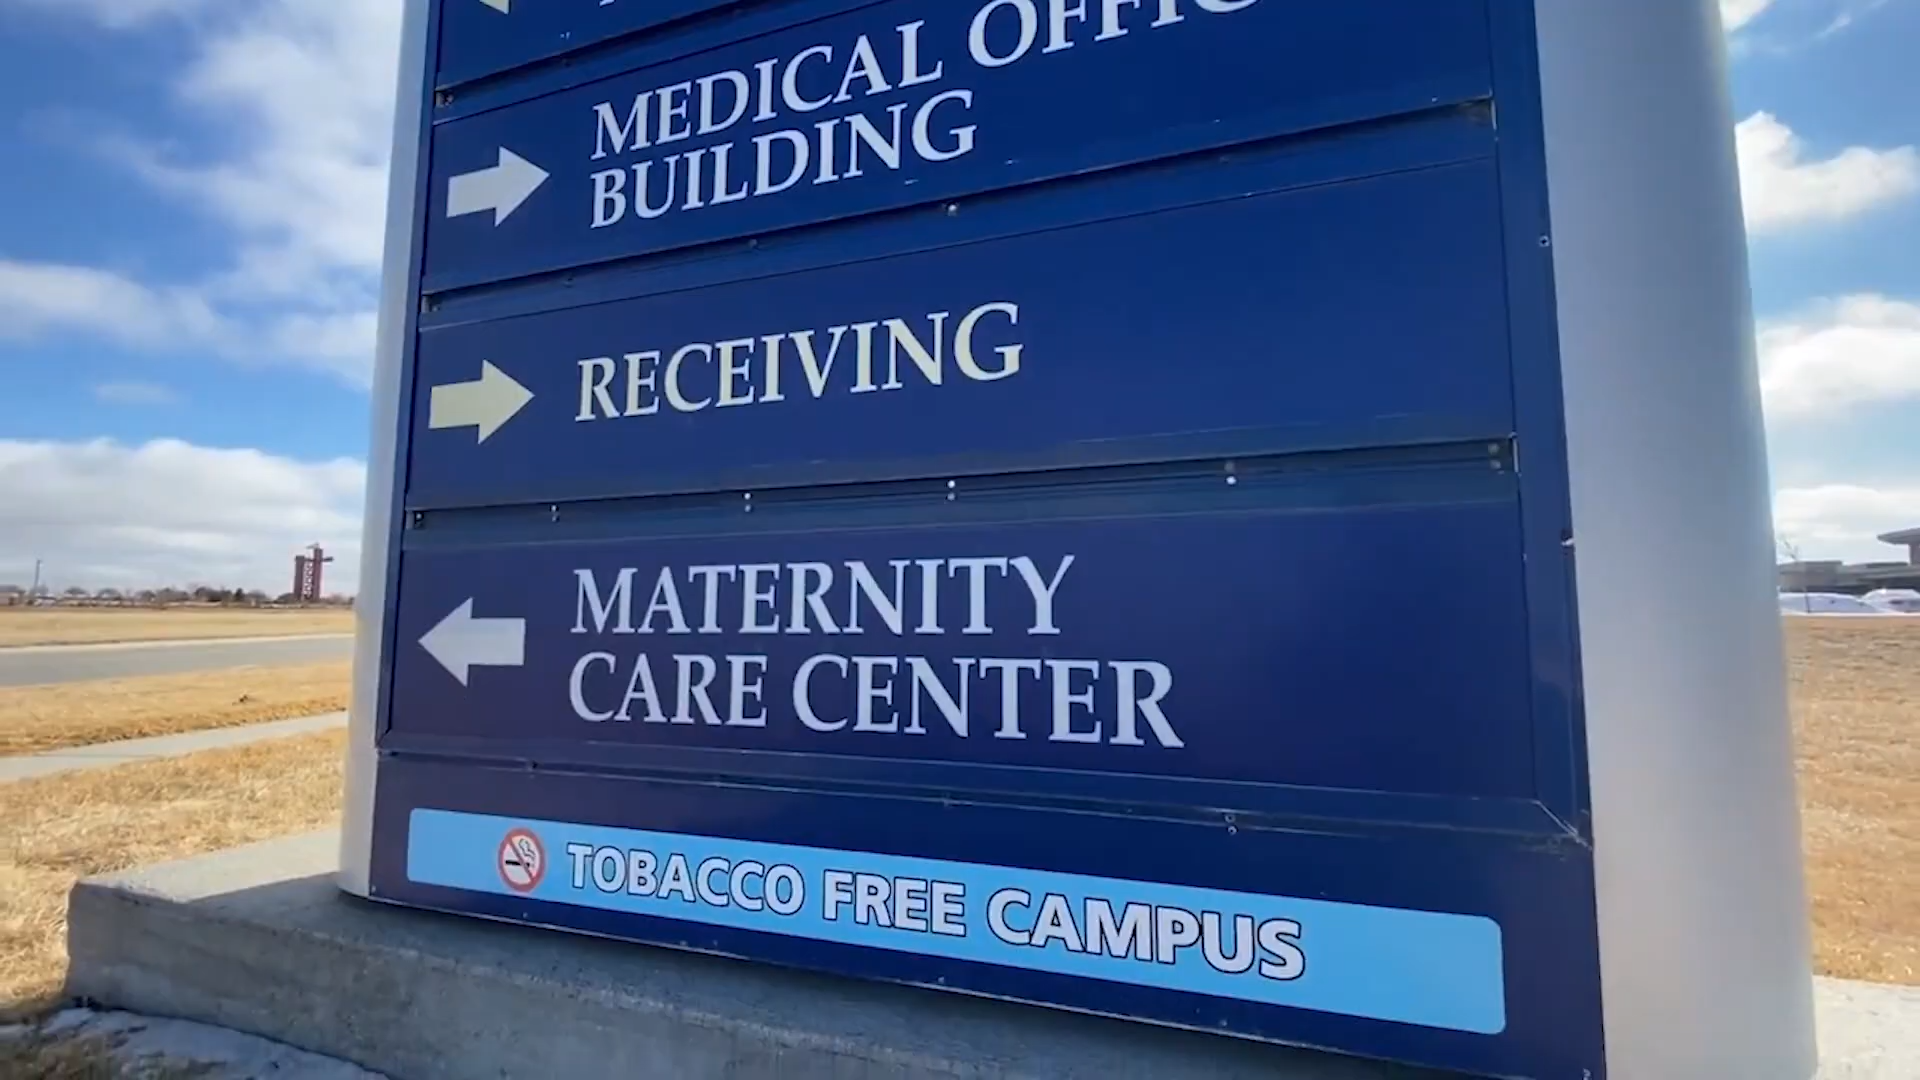 MEDICAL
BUILDING
RECEIVING
MATERNITY
CARE CENTER
TOBACCO FREE CAMPUS